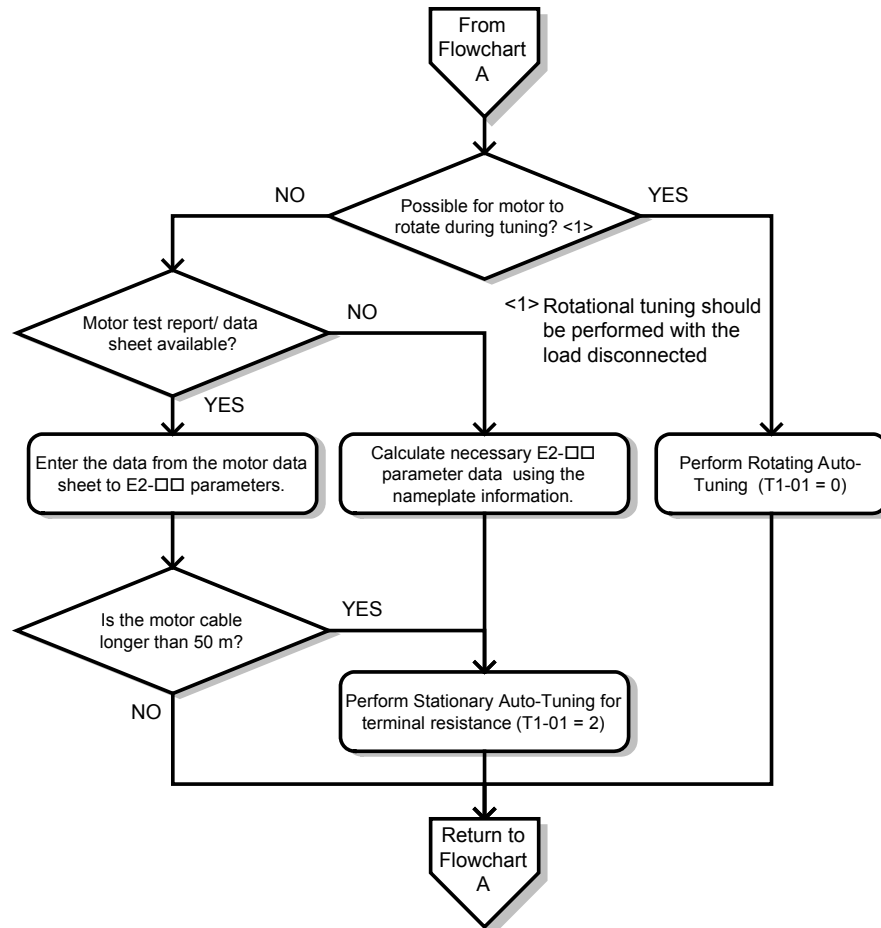 From
Flowchart
A
NO
YES
Possible for motor to
rotate during tuning? <1>
<1> Rotational tuning should
be performed with the
load disconnected
Motor test report/ data
sheet available?
NO
YES
Enter the data from the motor data
sheet to E2-□□ parameters.
Calculate necessary E2-□□
parameter data using the
nameplate information.
Perform Rotating Auto-
Tuning (T1-01 = 0)
Is the motor cable
longer than 50 m?
YES
NO
Perform Stationary Auto-Tuning for
terminal resistance (T1-01 = 2)
Return to
Flowchart
A